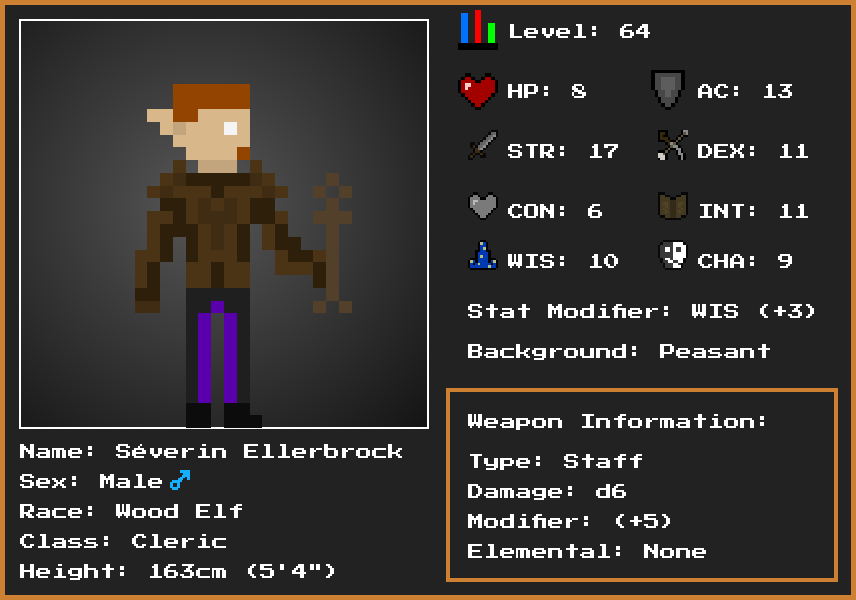 Level: 64
HP: 8
AC: 13
STR: 17
DEX: 11
CON: 6
INT: 11
WIS: 10
CHA: 9
Stat Modifier: WIS (+3)
Background: Peasant
Weapon Information:
Type: Staff
Damage: d6
Modifier: (+5)
Elemental: None
Name: Séverin Ellerbrock
Sex: Male♂
Race: Wood Elf
Class: Cleric
Height: 163cm (5'4")